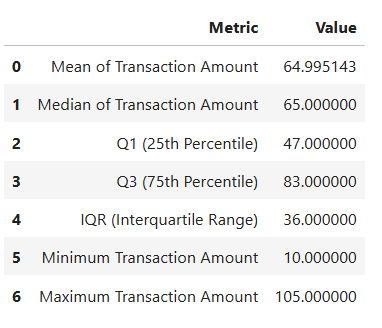 Metric Value
0 Mean of Transaction Amount 64.995143
1 Median of Transaction Amount 65.000000
2 Q1 (25th Percentile) 47.000000
3 Q3 (75th Percentile) 83.000000
4 IQR (Interquartile Range) 36.000000
5 Minimum Transaction Amount 10.000000
6 Maximum Transaction Amount 105.000000